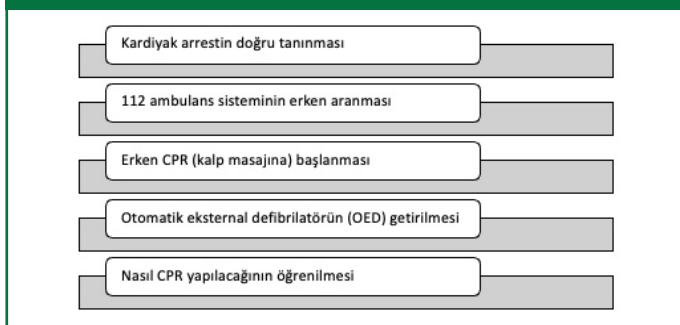 Kardiyak arrestin doğru tanınması
112 ambulans sisteminin erken aranması
Erken CPR (kalp masajına) başlanması
Otomatik eksternal defibrilatörün (OED) getirilmesi
Nasıl CPR yapılacağının öğrenilmesi